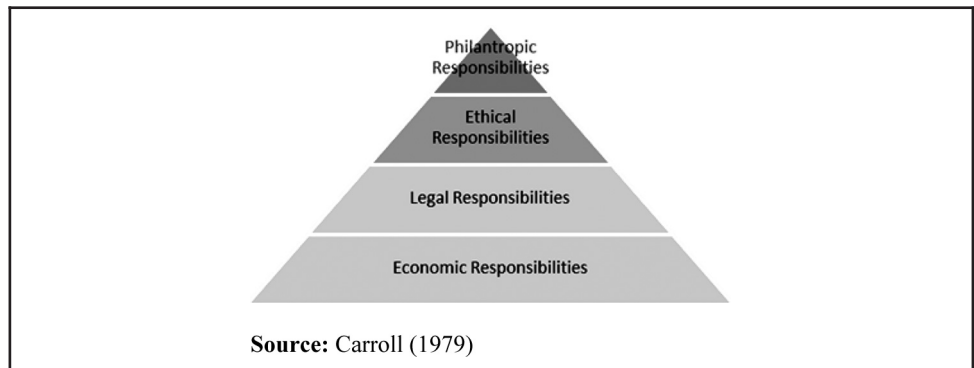 Philantropic
Responsibilities
Ethical
Responsibilities
Legal Responsibilities
Economic Responsibilities
Source: Carroll (1979)